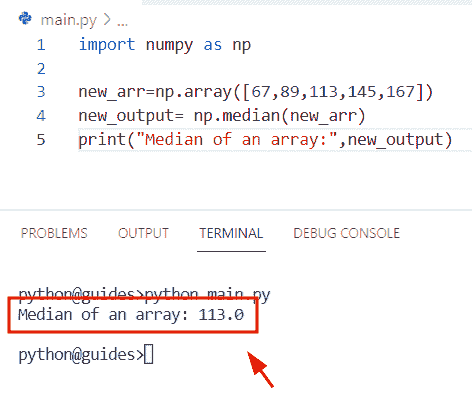 main.py > ...
1 import numpy as np
2
3 new_arr=np.array([67,89,113,145,167])
4 new_output= np.median(new_arr)
5 print("Median of an array:",new_output)
PROBLEMS OUTPUT TERMINAL DEBUG CONSOLE
python@guides>python main.py
Median of an array: 113.0
python@guides>